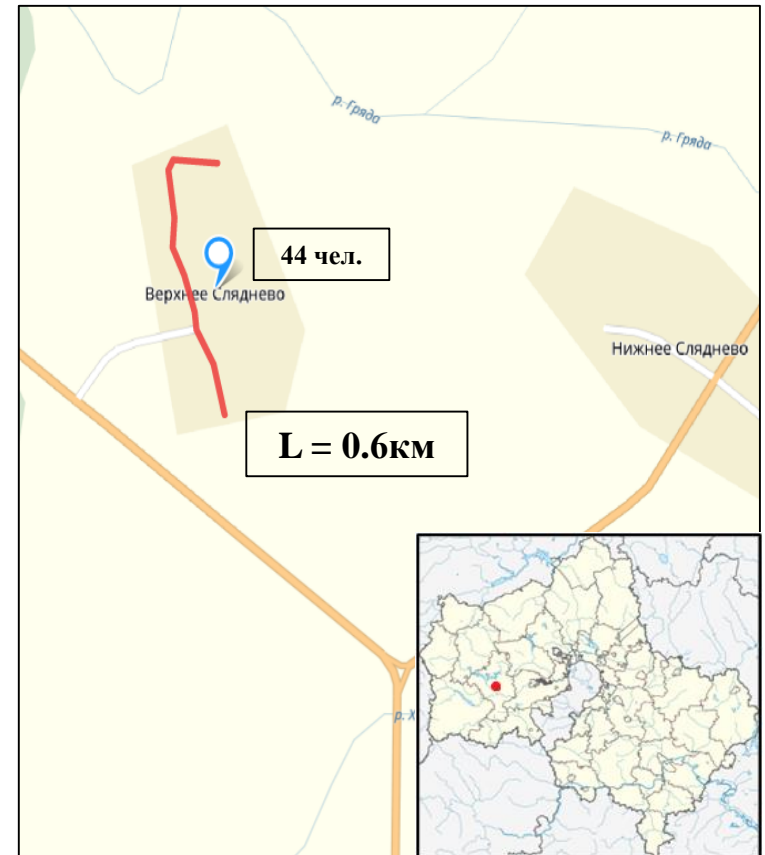 р. Гряда
р. Гряда
44 чел.
Верхнее Сляднево
Нижнее Сляднево
L = 0.6км
р. Х